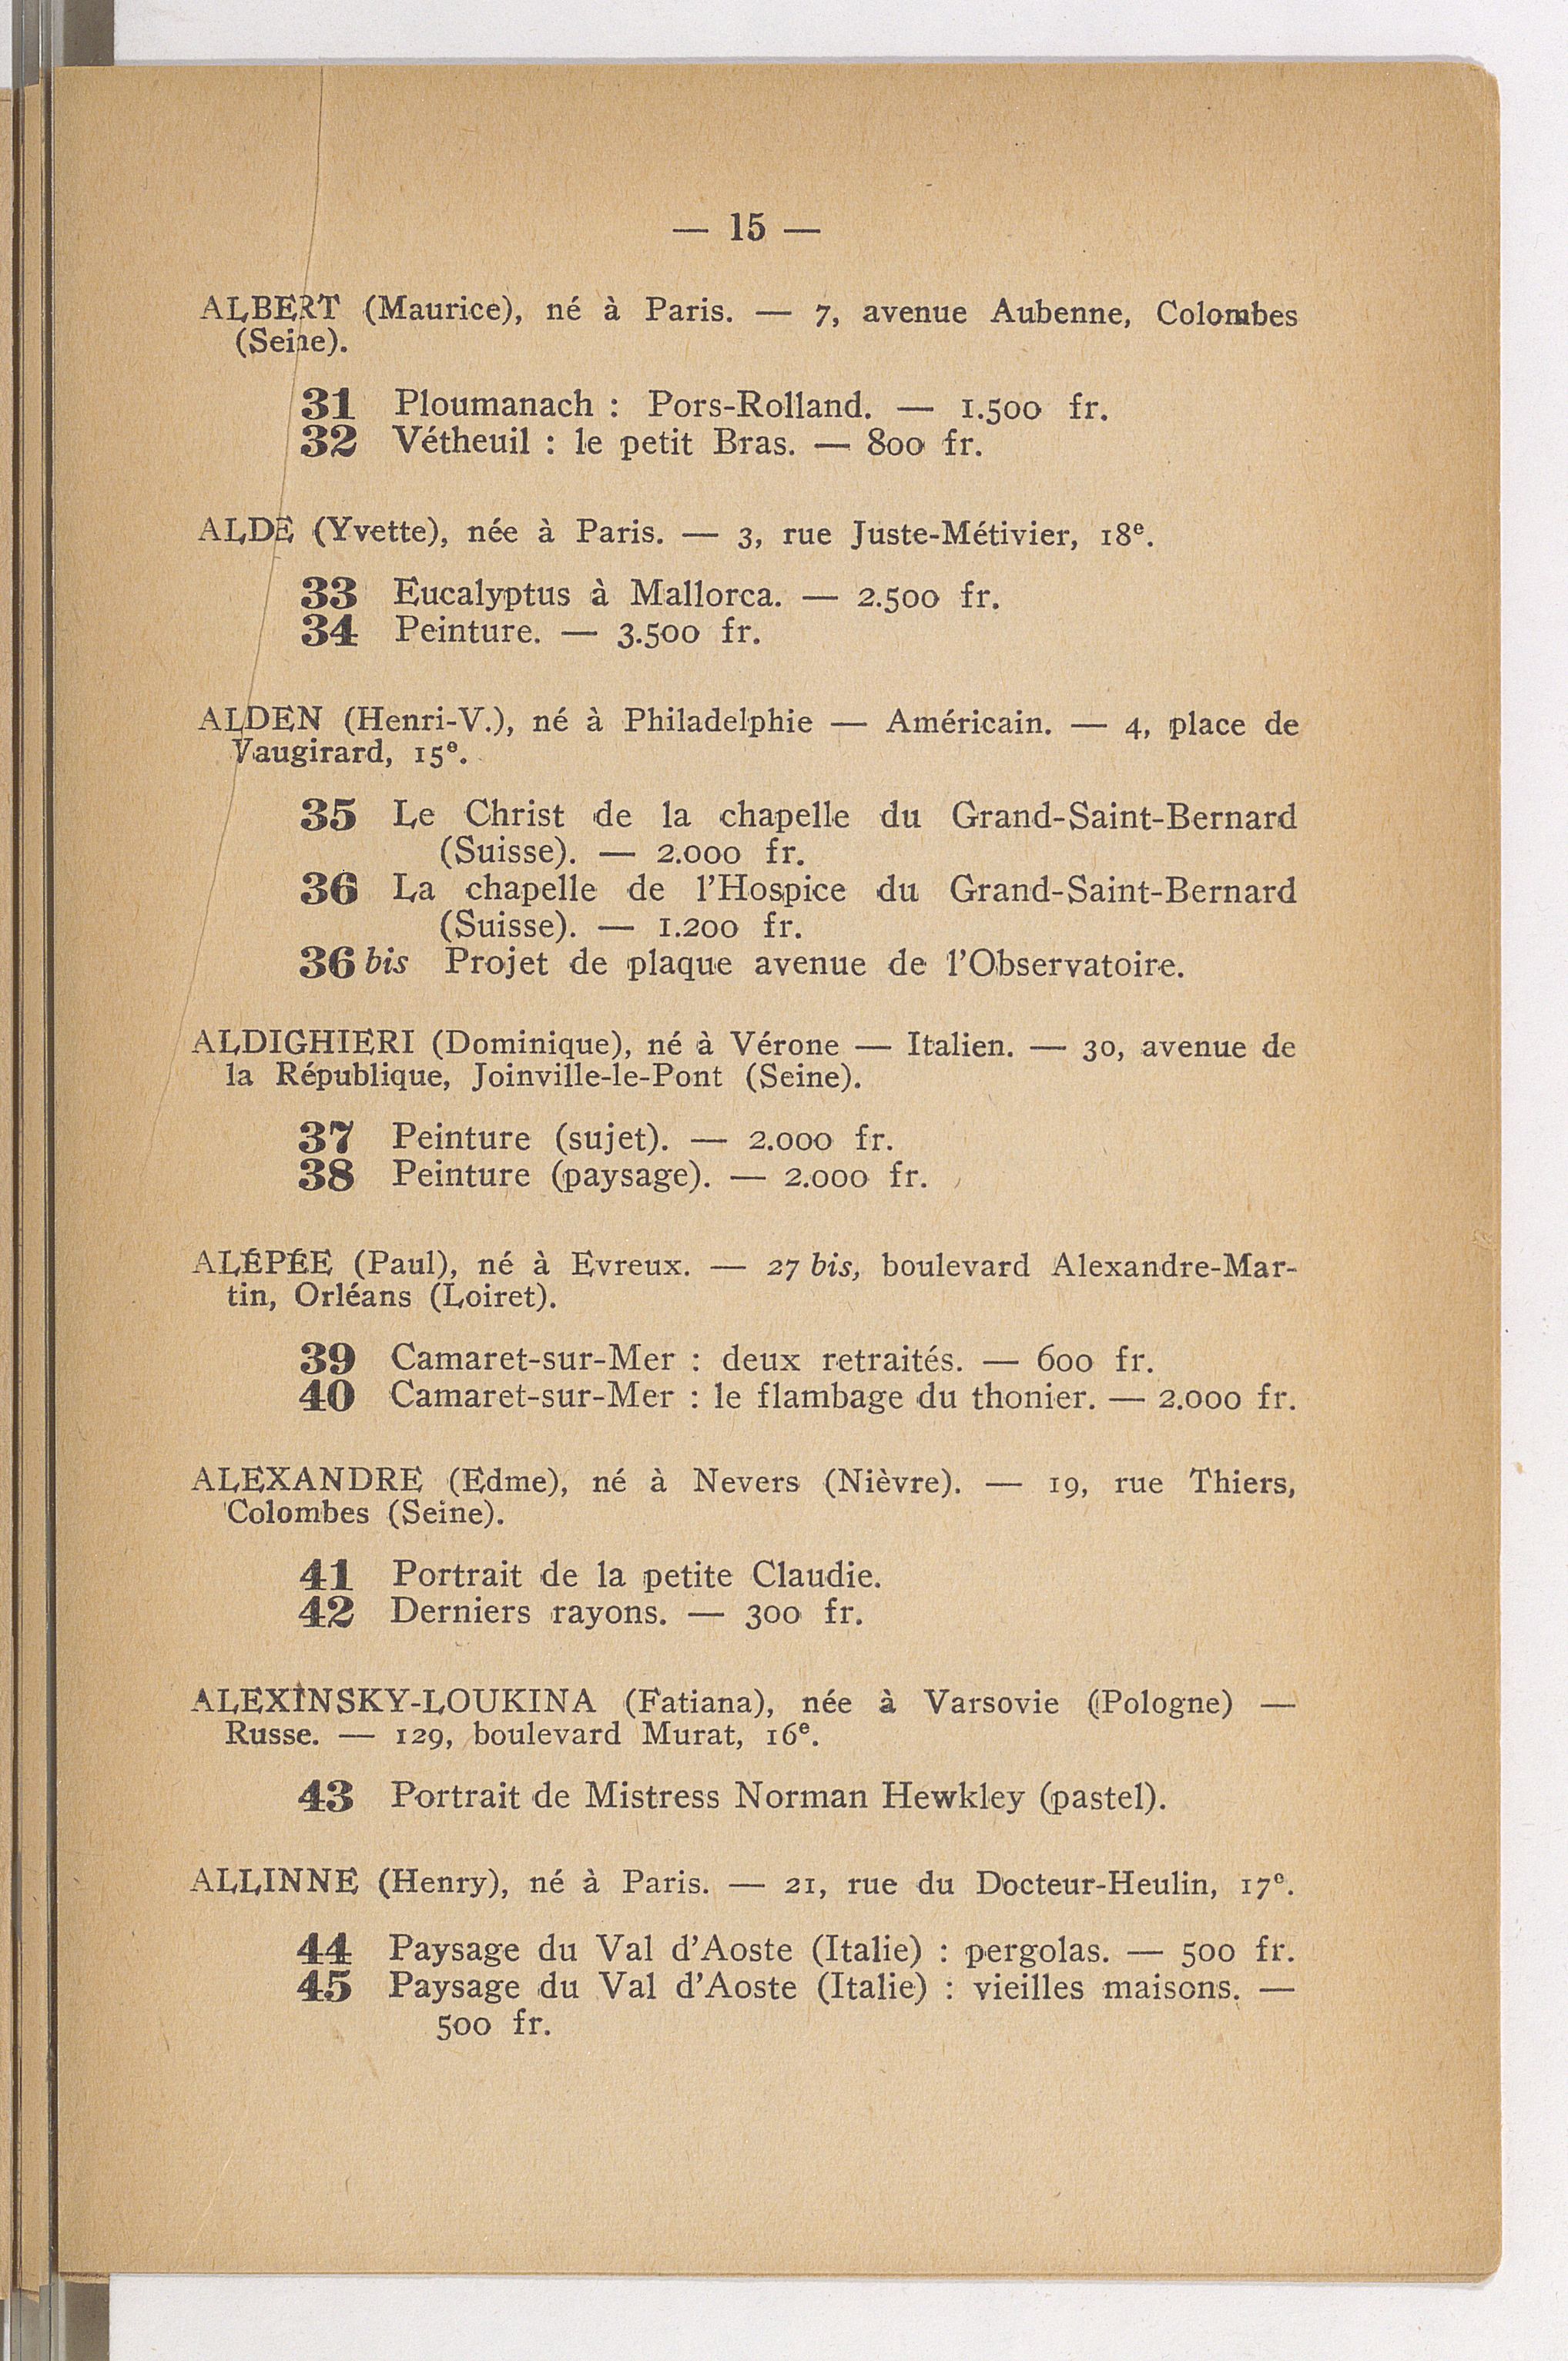 — 15 —
ALBERT (Maurice), né à Paris. — 7, avenue Aubenne, Colombes
(Seine).
31 Ploumanach : Pors-Rolland. — 1.500 fr.
32 Vétheuil : le petit Bras. — 800 fr.
ALDE (Yvette), née à Paris. — 3, rue Juste-Métivier, 18e.
33 Eucalyptus à Mallorca. — 2.500 fr.
34 Peinture. — 3.500 fr.
ALDEN (Henri-V.), né à Philadelphie — Américain. — 4, place de
Vaugirard, 15e.
35 Le Christ de la chapelle du Grand-Saint-Bernard
(Suisse). — 2.000 fr.
36 La chapelle de l'Hospice du Grand-Saint-Bernard
(Suisse). — 1.200 fr.
36 bis Projet de plaque avenue de l'Observatoire.
ALDIGHIERI (Dominique), né à Vérone — Italien. — 30, avenue de
la République, Joinville-le-Pont (Seine).
37 Peinture (sujet). — 2.000 fr.
38 Peinture (paysage). — 2.000 fr.
ALÉPÉE (Paul), né à Evreux. — 27 bis, boulevard Alexandre-Mar-
tin, Orléans (Loiret).
39 Camaret-sur-Mer : deux retraités. — 600 fr.
40 Camaret-sur-Mer : le flambage du thonier. — 2.000 fr.
ALEXANDRE (Edme), né à Nevers (Nièvre). — 19, rue Thiers,
Colombes (Seine).
41 Portrait de la petite Claudie.
42 Derniers rayons. — 300 fr.
ALEXINSKY-LOUKINA (Fatiana), née à Varsovie (Pologne) —
Russe. — 129, boulevard Murat, 16e.
43 Portrait de Mistress Norman Hewkley (pastel).
ALLINNE (Henry), né à Paris. — 21, rue du Docteur-Heulin, 17e.
44 Paysage du Val d'Aoste (Italie) : pergolas. — 500 fr.
45 Paysage du Val d'Aoste (Italie) : vieilles maisons. —
500 fr.